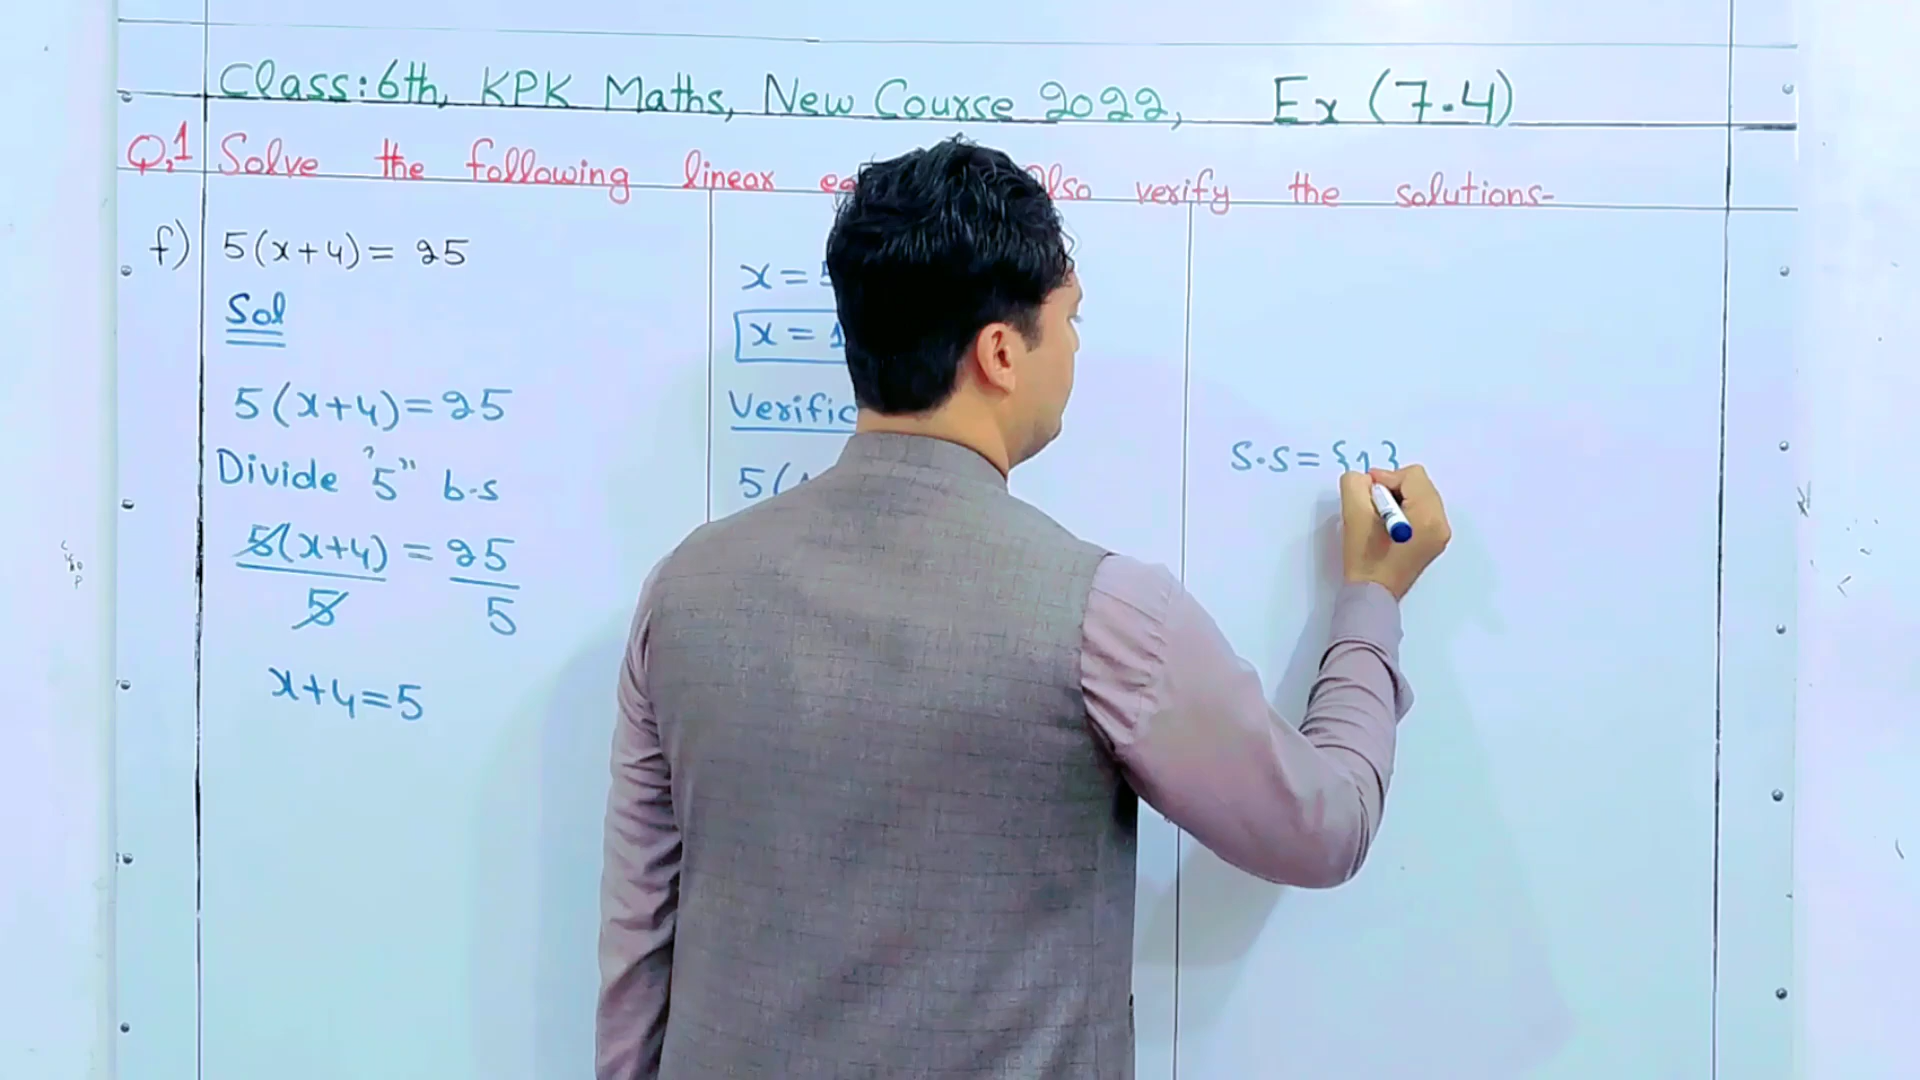 Class:6th, KPK Maths, New Course 2022, Ex (7.4)
Q.1 Solve the following linear verify the solutions-
f) 5(x+4)= 25
Sol
5(x+4)=25
Divide "5" b.s
5(x+4) = 25
5 5
x+4=5
x=
x=1
5(
S.S={1}